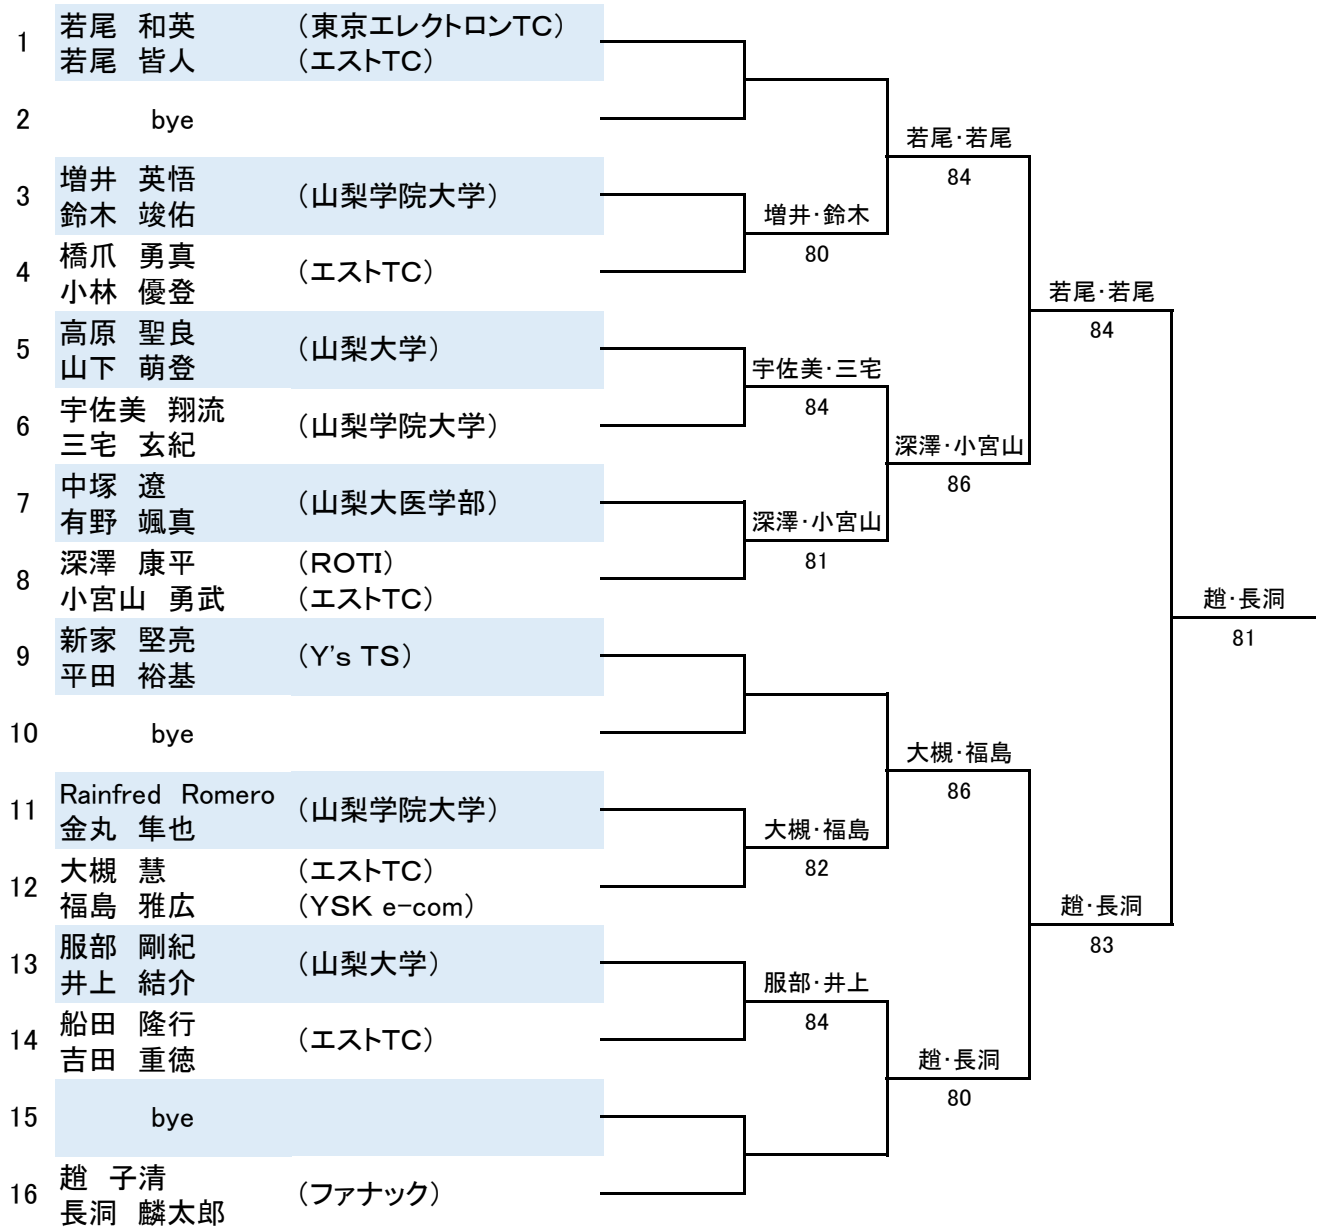 1 若尾 和英 (東京エレクトロンTC)
若尾 皆人 (エストTC)
2 bye
若尾・若尾
84
3 増井 英悟 (山梨学院大学)
鈴木 竣佑
増井・鈴木
80
4 橋爪 勇真 (エストTC)
小林 優登
若尾・若尾
84
5 高原 聖良 (山梨大学)
山下 萌登
宇佐美・三宅
84
6 宇佐美 翔流 (山梨学院大学)
三宅 玄紀
深澤・小宮山
86
7 中塚 遼 (山梨大医学部)
有野 颯真
深澤・小宮山
81
8 深澤 康平 (ROTI)
小宮山 勇武 (エストTC)
趙・長洞
81
9 新家 堅亮 (Y's TS)
平田 裕基
10 bye
大槻・福島
86
11 Rainfred Romero (山梨学院大学)
金丸 隼也
大槻・福島
82
12 大槻 慧 (エストTC)
福島 雅広 (YSK e-com)
趙・長洞
83
13 服部 剛紀 (山梨大学)
井上 結介
服部・井上
84
14 船田 隆行 (エストTC)
吉田 重徳
趙・長洞
80
15 bye
16 趙 子清 (ファナック)
長洞 麟太郎